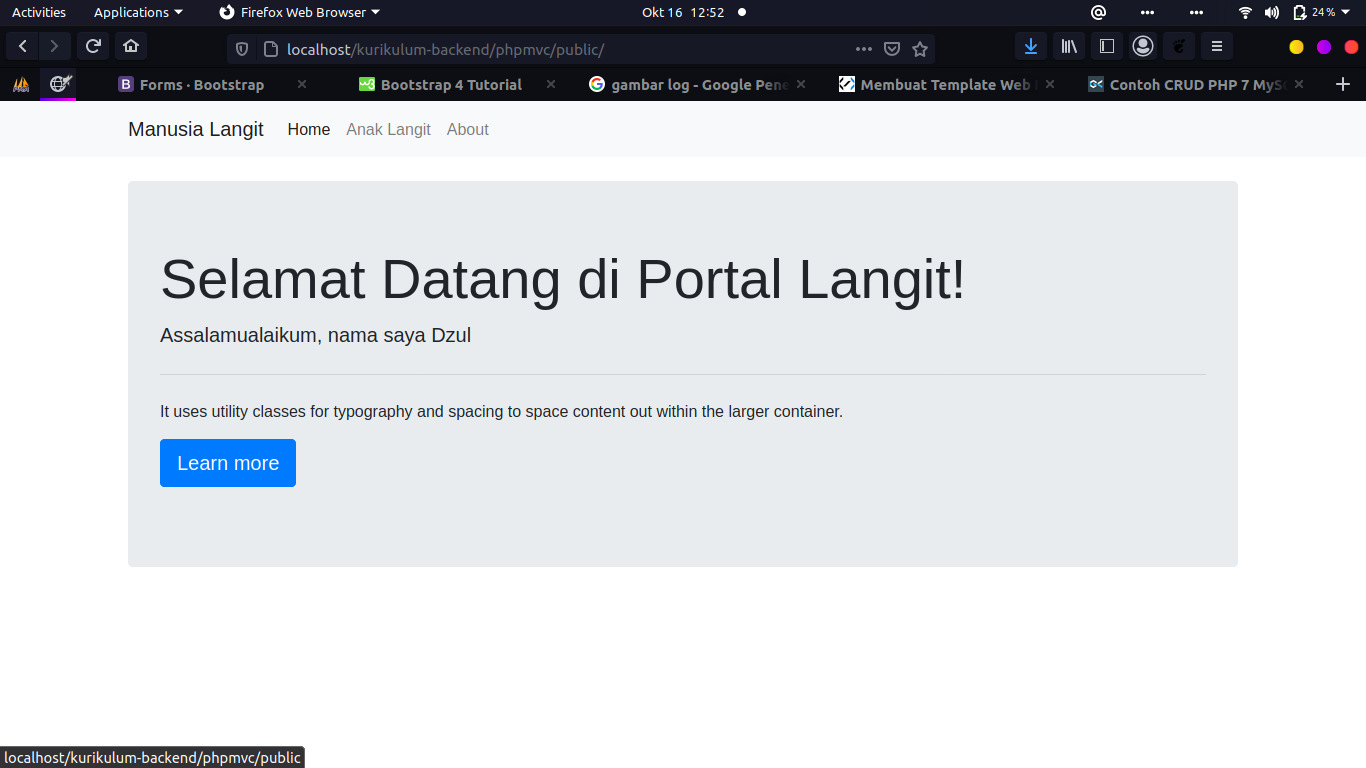 Activities Applications Firefox Web Browser Okt 16 12:52 24 %
localhost/kurikulum-backend/phpmvc/public/
Forms · Bootstrap Bootstrap 4 Tutorial gambar log - Google Pene Membuat Template Web Contoh CRUD PHP 7 MyS
Manusia Langit Home Anak Langit About
Selamat Datang di Portal Langit!
Assalamualaikum, nama saya Dzul
It uses utility classes for typography and spacing to space content out within the larger container.
Learn more
localhost/kurikulum-backend/phpmvc/public